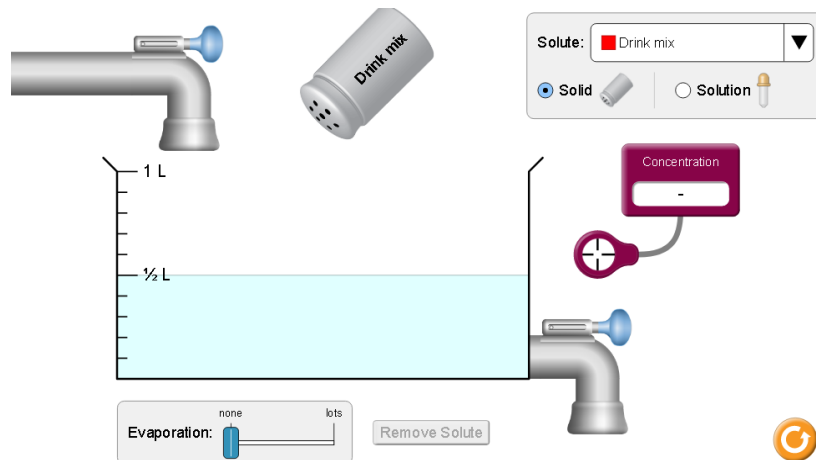 Drink mix
Solute:
Drink mix
Solid
Solution
1 L
Concentration
-
½ L
none
lots
Evaporation:
Remove Solute